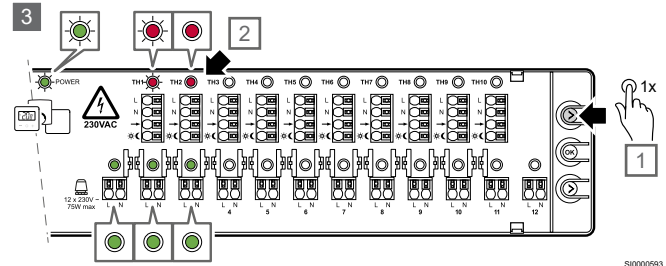 3
2
POWER
TH1 TH2 TH3 TH4 TH5 TH6 TH7 TH8 TH9 TH10
1x
L L L L L L L L L L
N N N N N N N N N N
230VAC
OK
1
12 x 230V~
75W max
L N L N L N L N L N L N L N L N L N L N L N L N
4 5 6 7 8 9 10 11 12
SI0000593